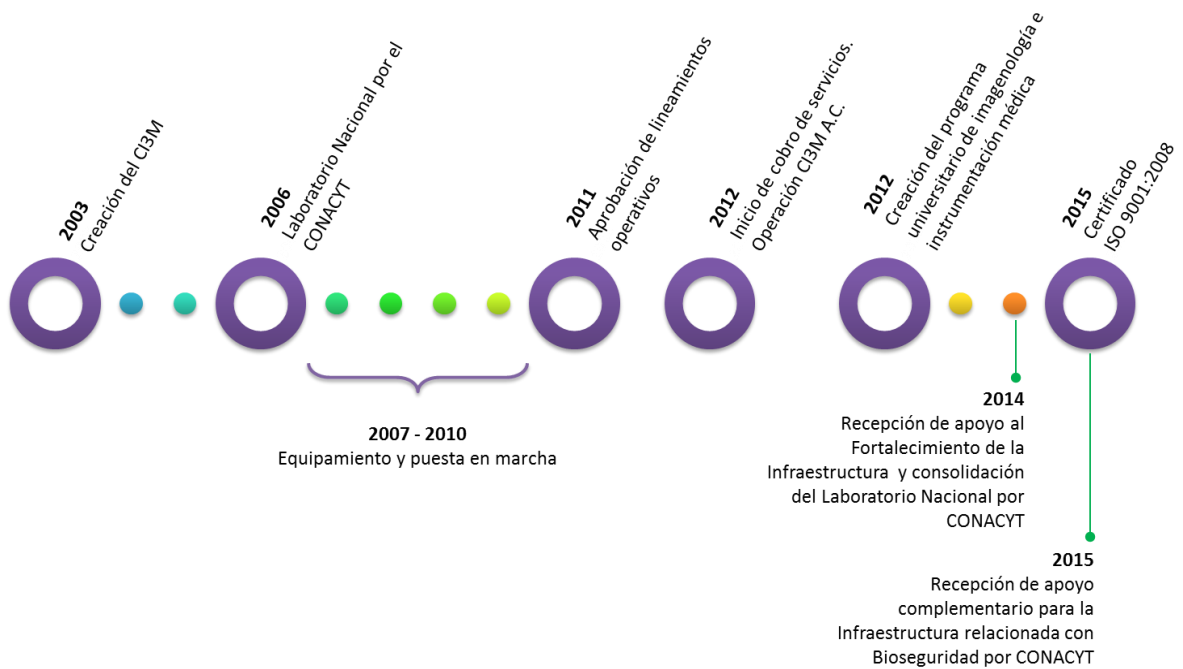 2003
Creación del CI3M
2006
Laboratorio Nacional por el
CONACYT
2011
Aprobación de lineamientos
operativos
2012
Inicio de cobro de servicios.
Operación CI3M A.C.
2012
Creación del programa
universitario de imagenología e
instrumentación médica
2015
Certificado
ISO 9001:2008
2007 - 2010
Equipamiento y puesta en marcha
2014
Recepción de apoyo al
Fortalecimiento de la
Infraestructura y consolidación
del Laboratorio Nacional por
CONACYT
2015
Recepción de apoyo
complementario para la
Infraestructura relacionada con
Bioseguridad por CONACYT